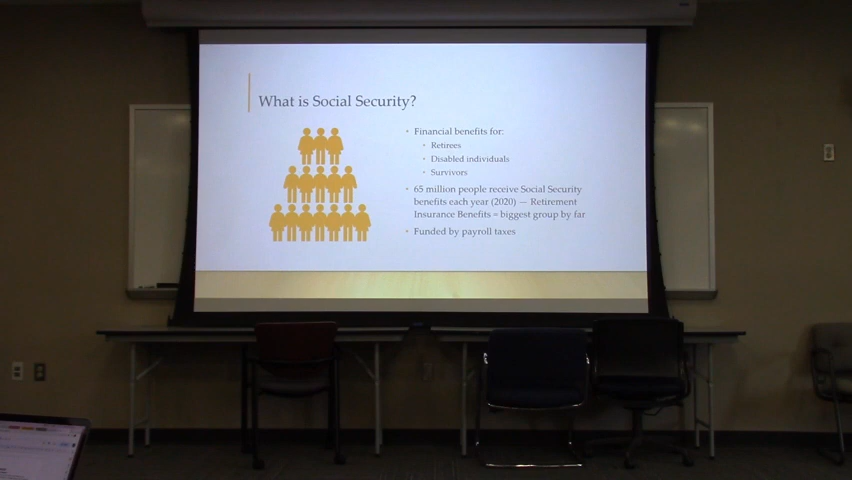 What is Social Security?
• Financial benefits for:
• Retirees
• Disabled individuals
• Survivors
• 65 million people receive Social Security
benefits each year (2020) — Retirement
Insurance Benefits = biggest group by far
• Funded by payroll taxes